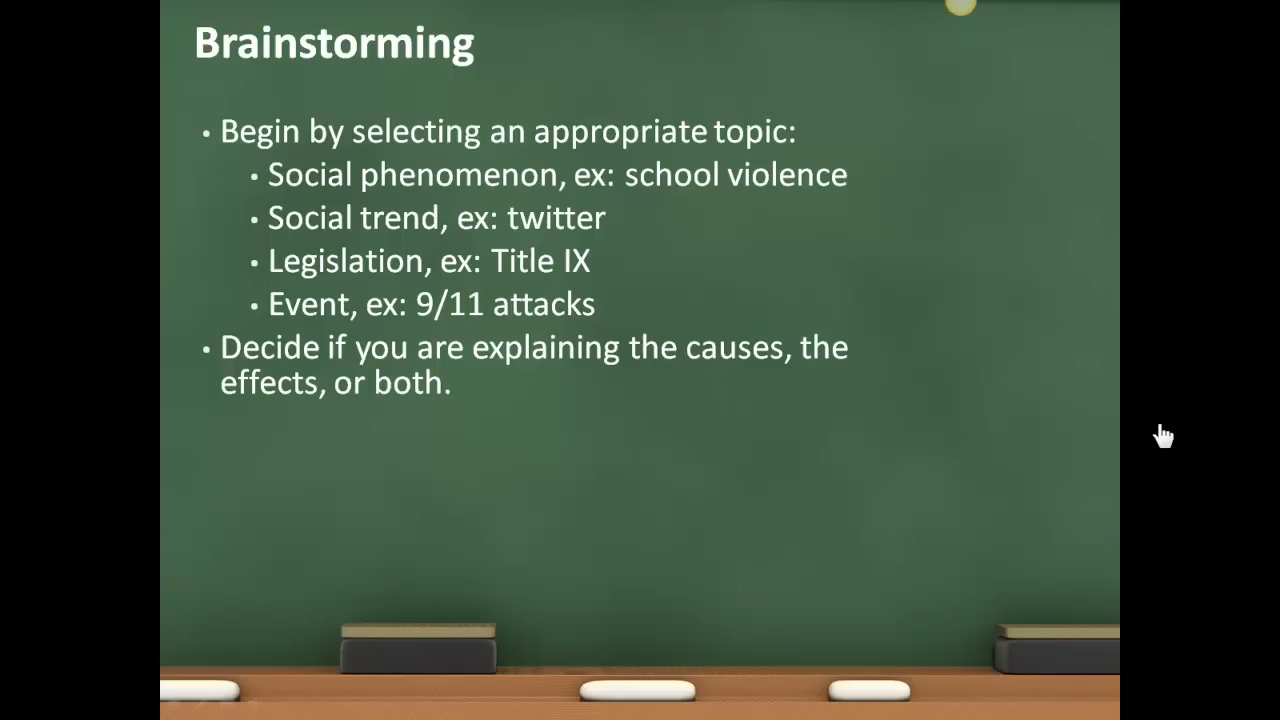 Brainstorming
• Begin by selecting an appropriate topic:
• Social phenomenon, ex: school violence
• Social trend, ex: twitter
• Legislation, ex: Title IX
• Event, ex: 9/11 attacks
• Decide if you are explaining the causes, the
effects, or both.